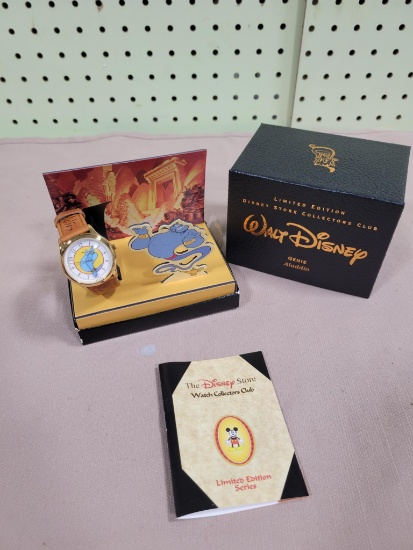 LIMITED EDITION
DISNEY STORE COLLECTORS CLUB
WALT DISNEY
GENIE
Aladdin
The Disney Store
Watch Collectors Club
Limited Edition
Series